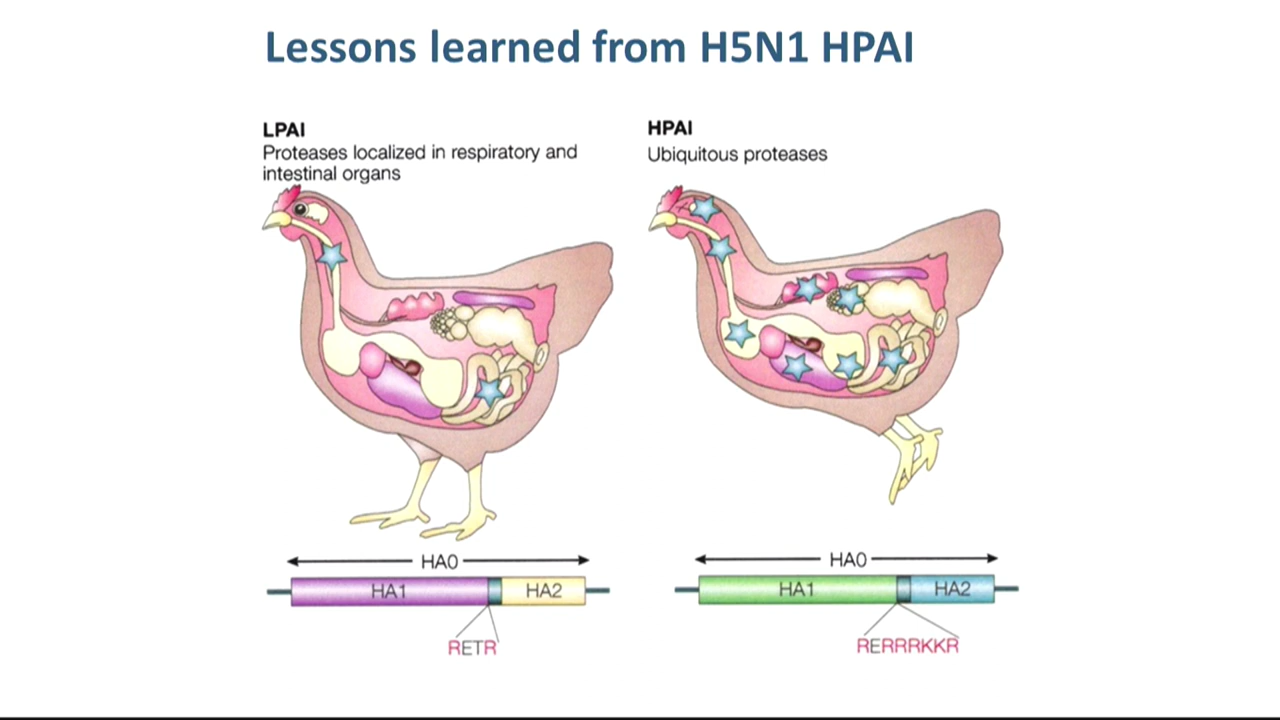 Lessons learned from H5N1 HPAI
LPAI
Proteases localized in respiratory and
intestinal organs
HPAI
Ubiquitous proteases
HA0
HA1
HA2
RETR
HA0
HA1
HA2
RERRRKKR